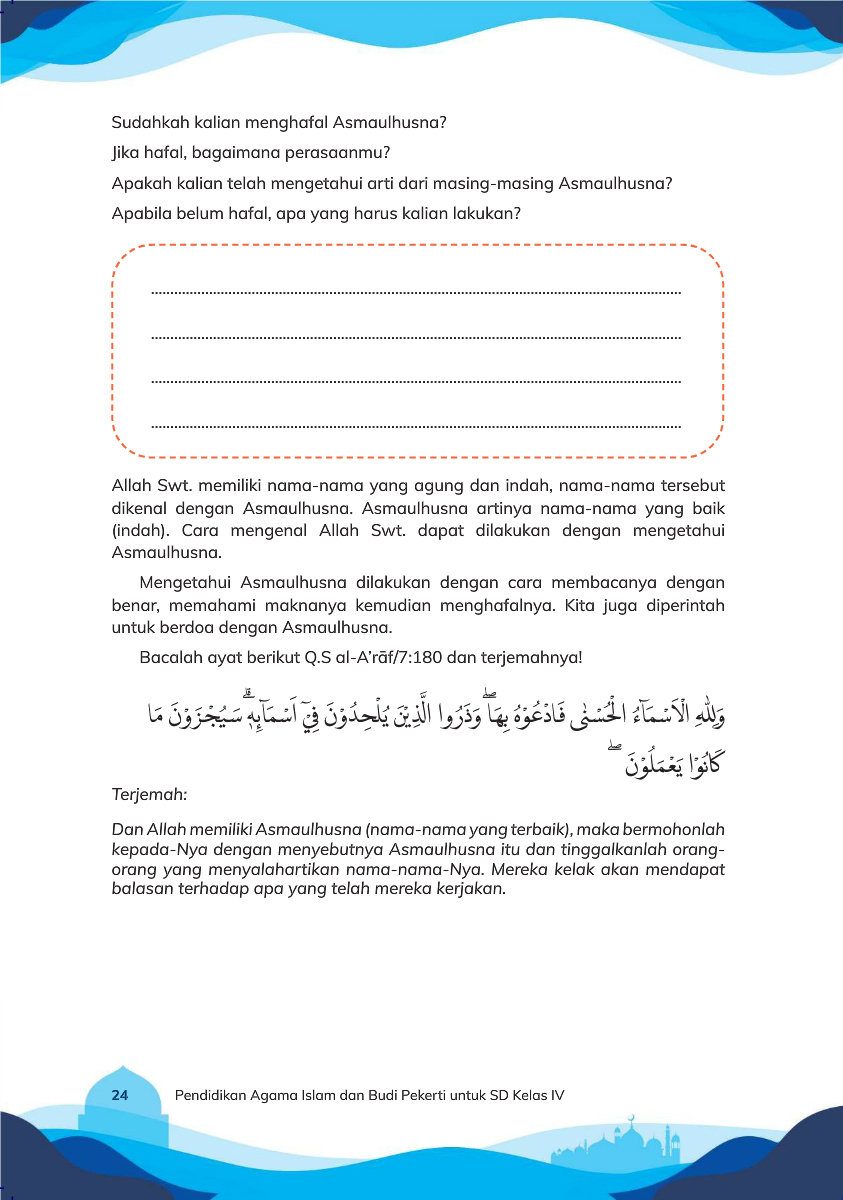 Sudahkah kalian menghafal Asmaulhusna?
Jika hafal, bagaimana perasaanmu?
Apakah kalian telah mengetahui arti dari masing-masing Asmaulhusna?
Apabila belum hafal, apa yang harus kalian lakukan?
Allah Swt. memiliki nama-nama yang agung dan indah, nama-nama tersebut
dikenal dengan Asmaulhusna. Asmaulhusna artinya nama-nama yang baik
(indah). Cara mengenal Allah Swt. dapat dilakukan dengan mengetahui
Asmaulhusna.
Mengetahui Asmaulhusna dilakukan dengan cara membacanya dengan
benar, memahami maknanya kemudian menghafalnya. Kita juga diperintah
untuk berdoa dengan Asmaulhusna.
Bacalah ayat berikut Q.S al-A’rāf/7:180 dan terjemahnya!
وَلِلّٰهِ الْاَسْمَاۤءُ الْحُسْنٰى فَادْعُوْهُ بِهَاۖ وَذَرُوا الَّذِيْنَ يُلْحِدُوْنَ فِيْٓ اَسْمَاۤىِٕهٖۗ سَيُجْزَوْنَ مَا
كَانُوْا يَعْمَلُوْنَ ۖ
Terjemah:
Dan Allah memiliki Asmaulhusna (nama-nama yang terbaik), maka bermohonlah
kepada-Nya dengan menyebutnya Asmaulhusna itu dan tinggalkanlah orang-
orang yang menyalahartikan nama-nama-Nya. Mereka kelak akan mendapat
balasan terhadap apa yang telah mereka kerjakan.
24 Pendidikan Agama Islam dan Budi Pekerti untuk SD Kelas IV